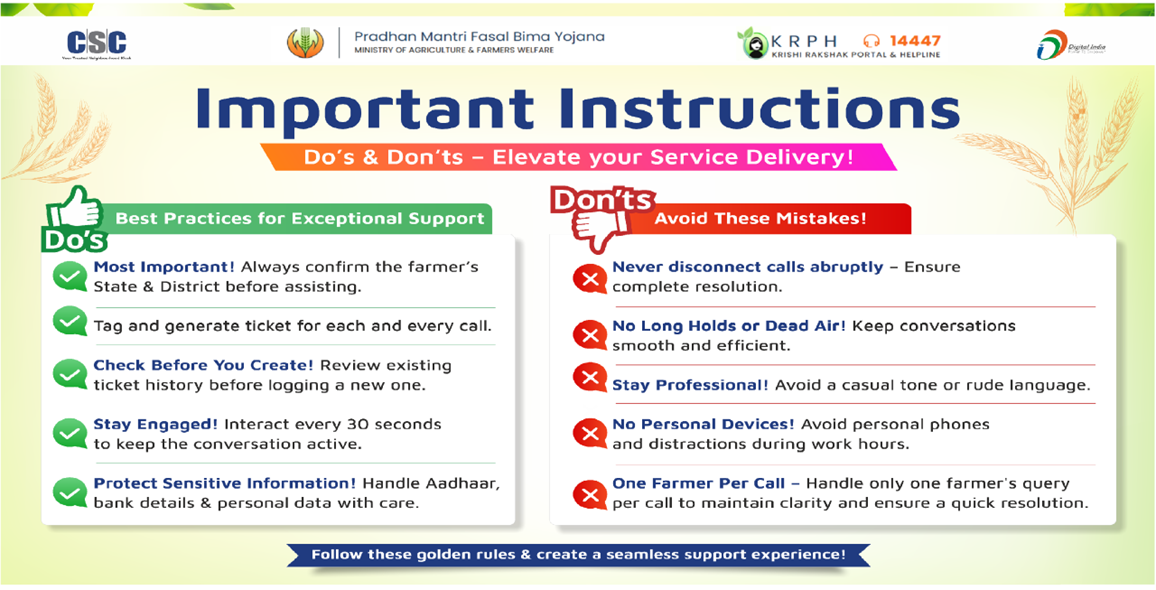 CSC
Pradhan Mantri Fasal Bima Yojana
MINISTRY OF AGRICULTURE & FARMERS WELFARE
KRPH 14447
KRISHI RAKSHAK PORTAL & HELPLINE
Digital India
Important Instructions
Do's & Don'ts – Elevate your Service Delivery!
Do's
Best Practices for Exceptional Support
Most Important! Always confirm the farmer's
State & District before assisting.
Tag and generate ticket for each and every call.
Check Before You Create! Review existing
ticket history before logging a new one.
Stay Engaged! Interact every 30 seconds
to keep the conversation active.
Protect Sensitive Information! Handle Aadhaar,
bank details & personal data with care.
Don'ts
Avoid These Mistakes!
Never disconnect calls abruptly – Ensure
complete resolution.
No Long Holds or Dead Air! Keep conversations
smooth and efficient.
Stay Professional! Avoid a casual tone or rude language.
No Personal Devices! Avoid personal phones
and distractions during work hours.
One Farmer Per Call – Handle only one farmer's query
per call to maintain clarity and ensure a quick resolution.
Follow these golden rules & create a seamless support experience!